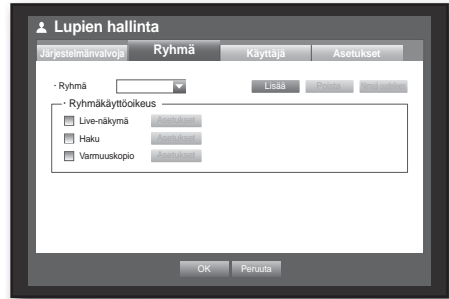 Lupien hallinta
Järjestelmänvalvoja Ryhmä Käyttäjä Asetukset
· Ryhmä Lisää Poista
· Ryhmäkäyttöoikeus
Live-näkymä Asetukset
Haku Asetukset
Varmuuskopio Asetukset
OK Peruuta